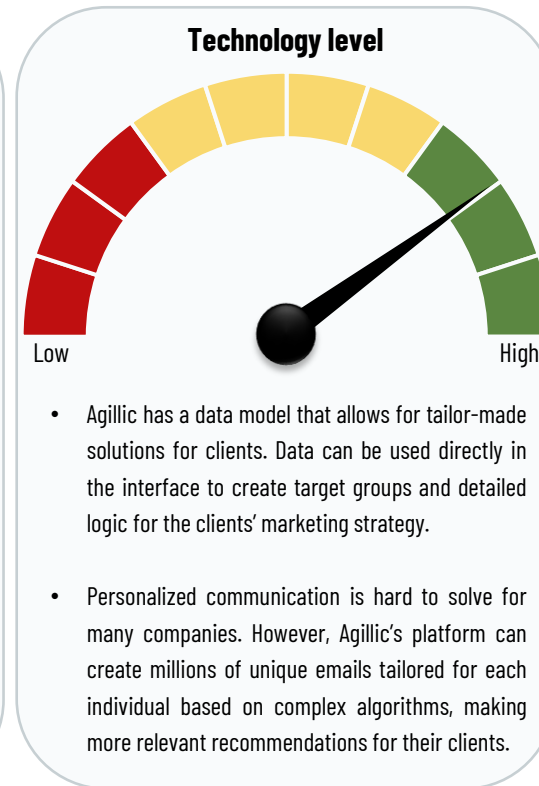 Technology level
Low
High
• Agillic has a data model that allows for tailor-made
solutions for clients. Data can be used directly in
the interface to create target groups and detailed
logic for the clients’ marketing strategy.
• Personalized communication is hard to solve for
many companies. However, Agillic’s platform can
create millions of unique emails tailored for each
individual based on complex algorithms, making
more relevant recommendations for their clients.